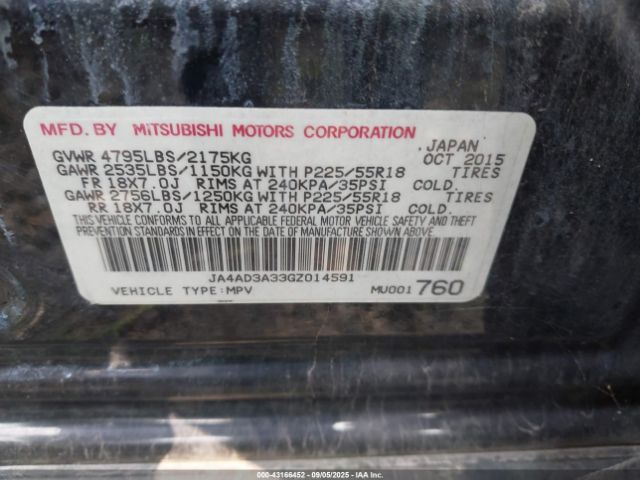 MFD. BY MITSUBISHI MOTORS CORPORATION
JAPAN
GVWR 4795LBS/2175KG OCT 2015
GAWR 2535LBS/1150KG WITH P225/55R18 TIRES
FR 18X7.0J RIMS AT 240KPA/35PSI COLD.
GAWR 2756LBS/1250KG WITH P225/55R18 TIRES
RR 18X7.0J RIMS AT 240KPA/35PSI COLD.
THIS VEHICLE CONFORMS TO ALL APPLICABLE FEDERAL MOTOR VEHICLE SAFETY AND THEFT
PREVENTION STANDARDS IN EFFECT ON THE DATE OF MANUFACTURE SHOWN ABOVE.
JA4AD3A33GZ014591
VEHICLE TYPE:MPV MU001 760
000-43166452 - 09/05/2025 - IAA Inc.